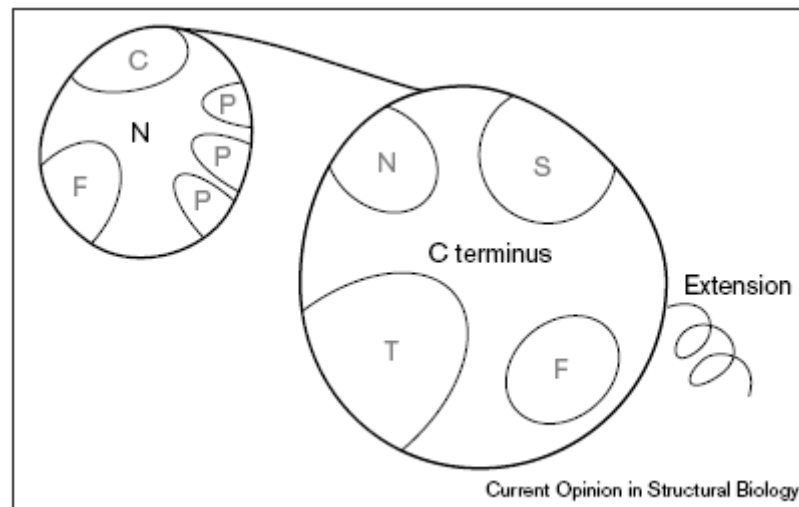 C
P
N
P
F
P
N
S
C terminus
Extension
T
F
Current Opinion in Structural Biology